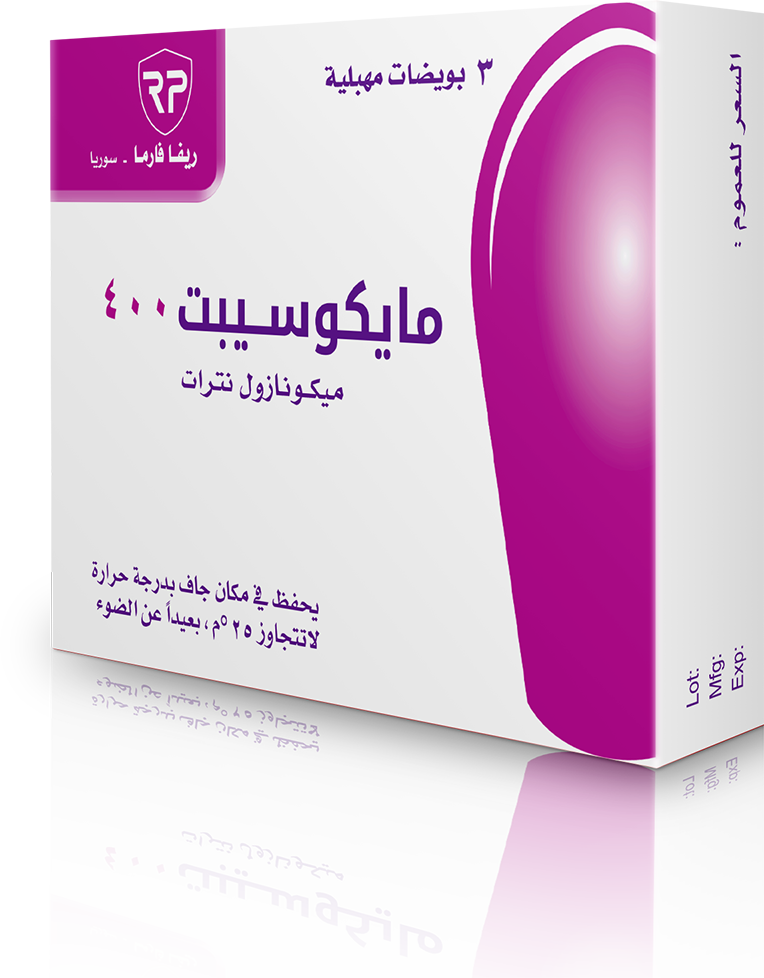 ٣ بويضات مهبلية
RP
ريفا فارما - سوريا
مايكوسيبت ٤٠٠
ميكونازول نترات
يحفظ في مكان جاف بدرجة حرارة
لاتتجاوز ٢٥ °م، بعيداً عن الضوء
السعر للعموم :
Lot:
Mfg:
Exp: